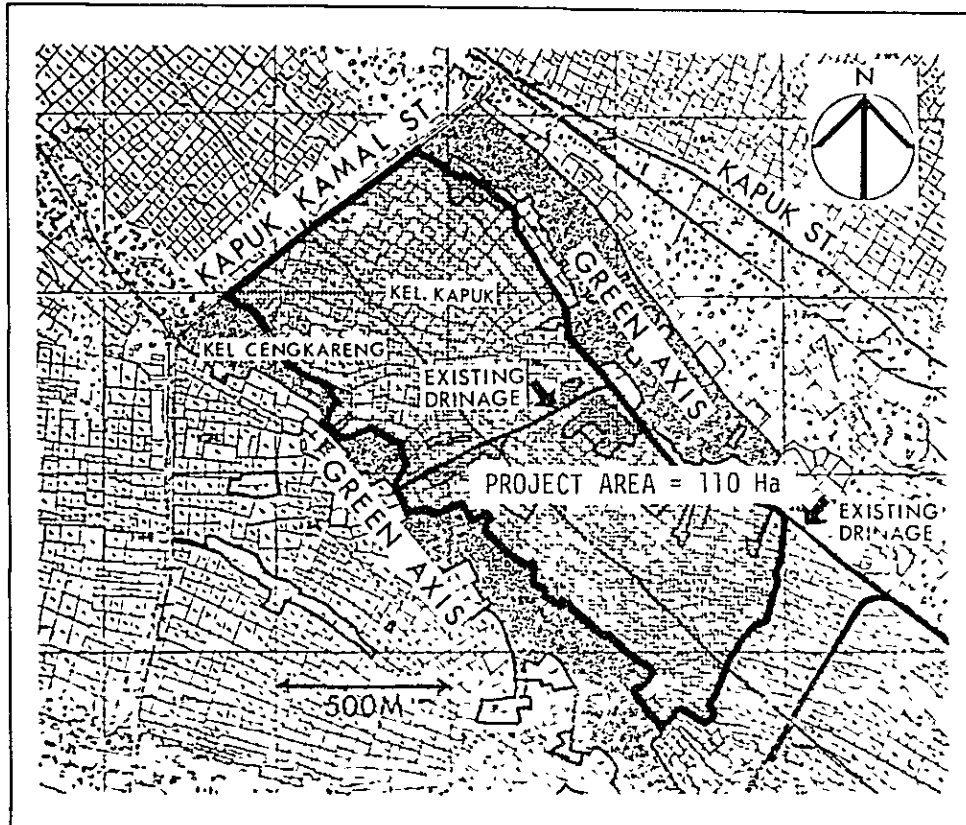 N
KAPUK KAMAL ST.
KAPUK ST.
GREEN AXIS
KEL. KAPUK
KEL CENGKARENG
EXISTING
DRINAGE
PROJECT AREA = 110 Ha
EXISTING
DRINAGE
GREEN AXIS
500M